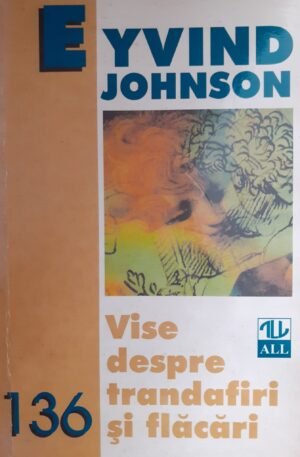 EYVIND
JOHNSON
Vise
despre
trandafiri
și flăcări
ALL
136